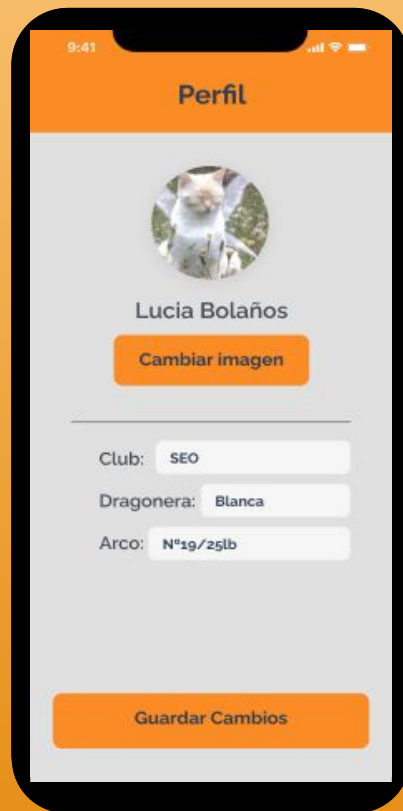 9:41
Perfil
Lucia Bolaños
Cambiar imagen
Club: SEO
Dragonera: Blanca
Arco: Nº19/25lb
Guardar Cambios